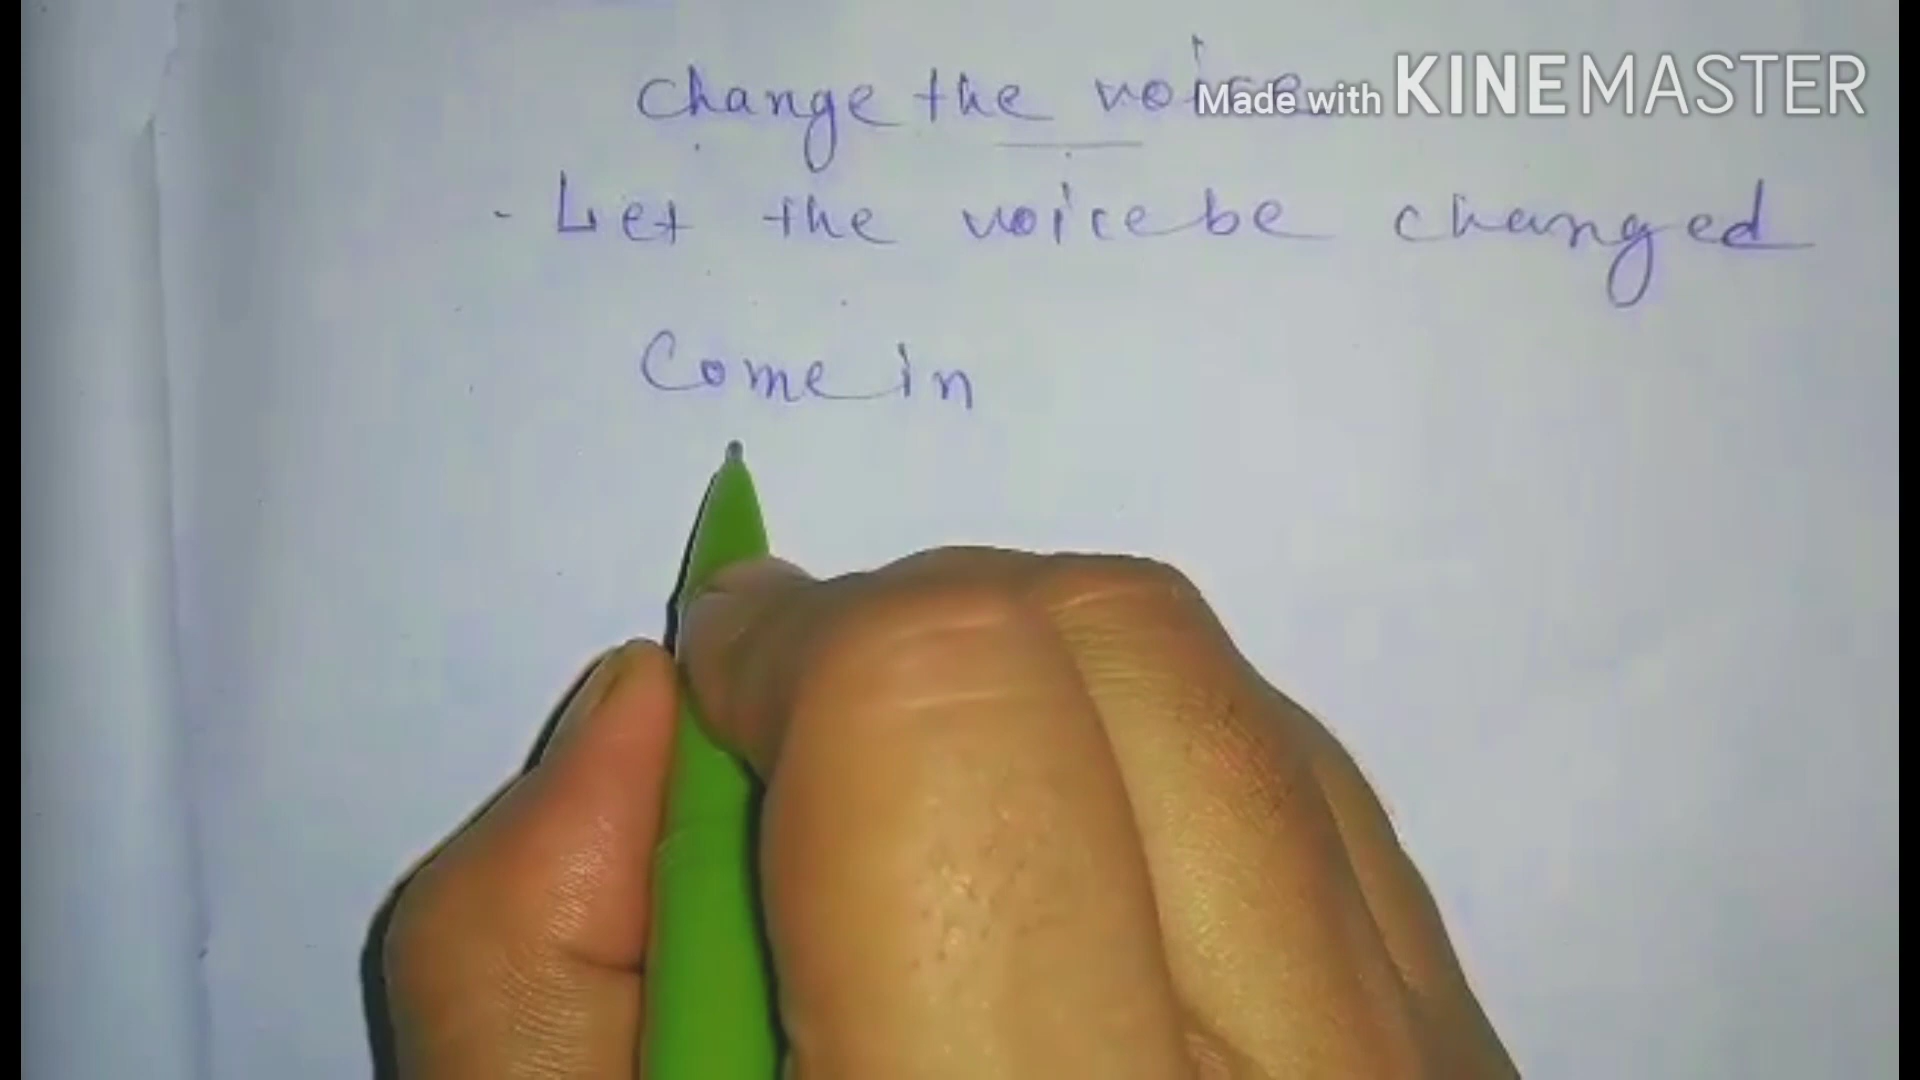 Change the voice
Made with KINEMASTER
- Let the voice be changed
Come in